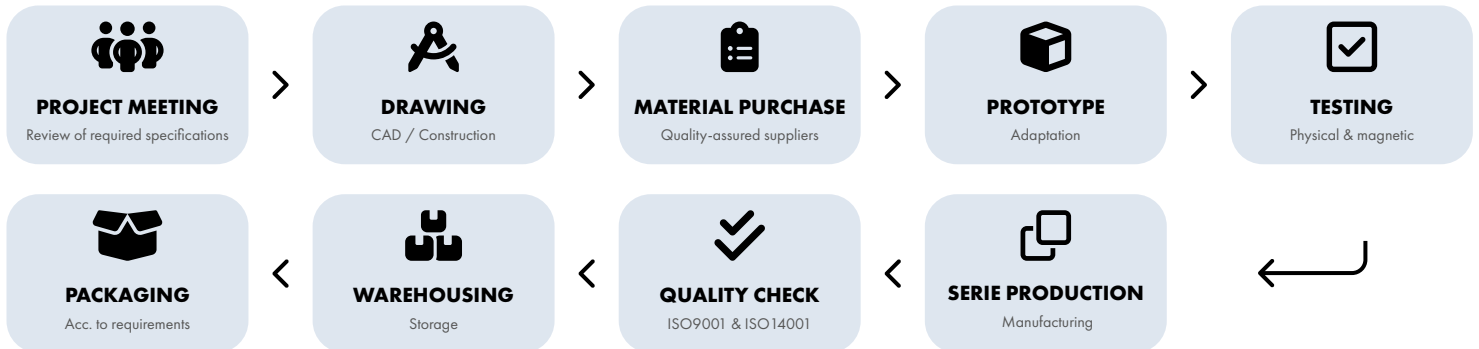 PROJECT MEETING
Review of required specifications
DRAWING
CAD / Construction
MATERIAL PURCHASE
Quality-assured suppliers
PROTOTYPE
Adaptation
TESTING
Physical & magnetic
PACKAGING
Acc. to requirements
WAREHOUSING
Storage
QUALITY CHECK
ISO9001 & ISO14001
SERIE PRODUCTION
Manufacturing